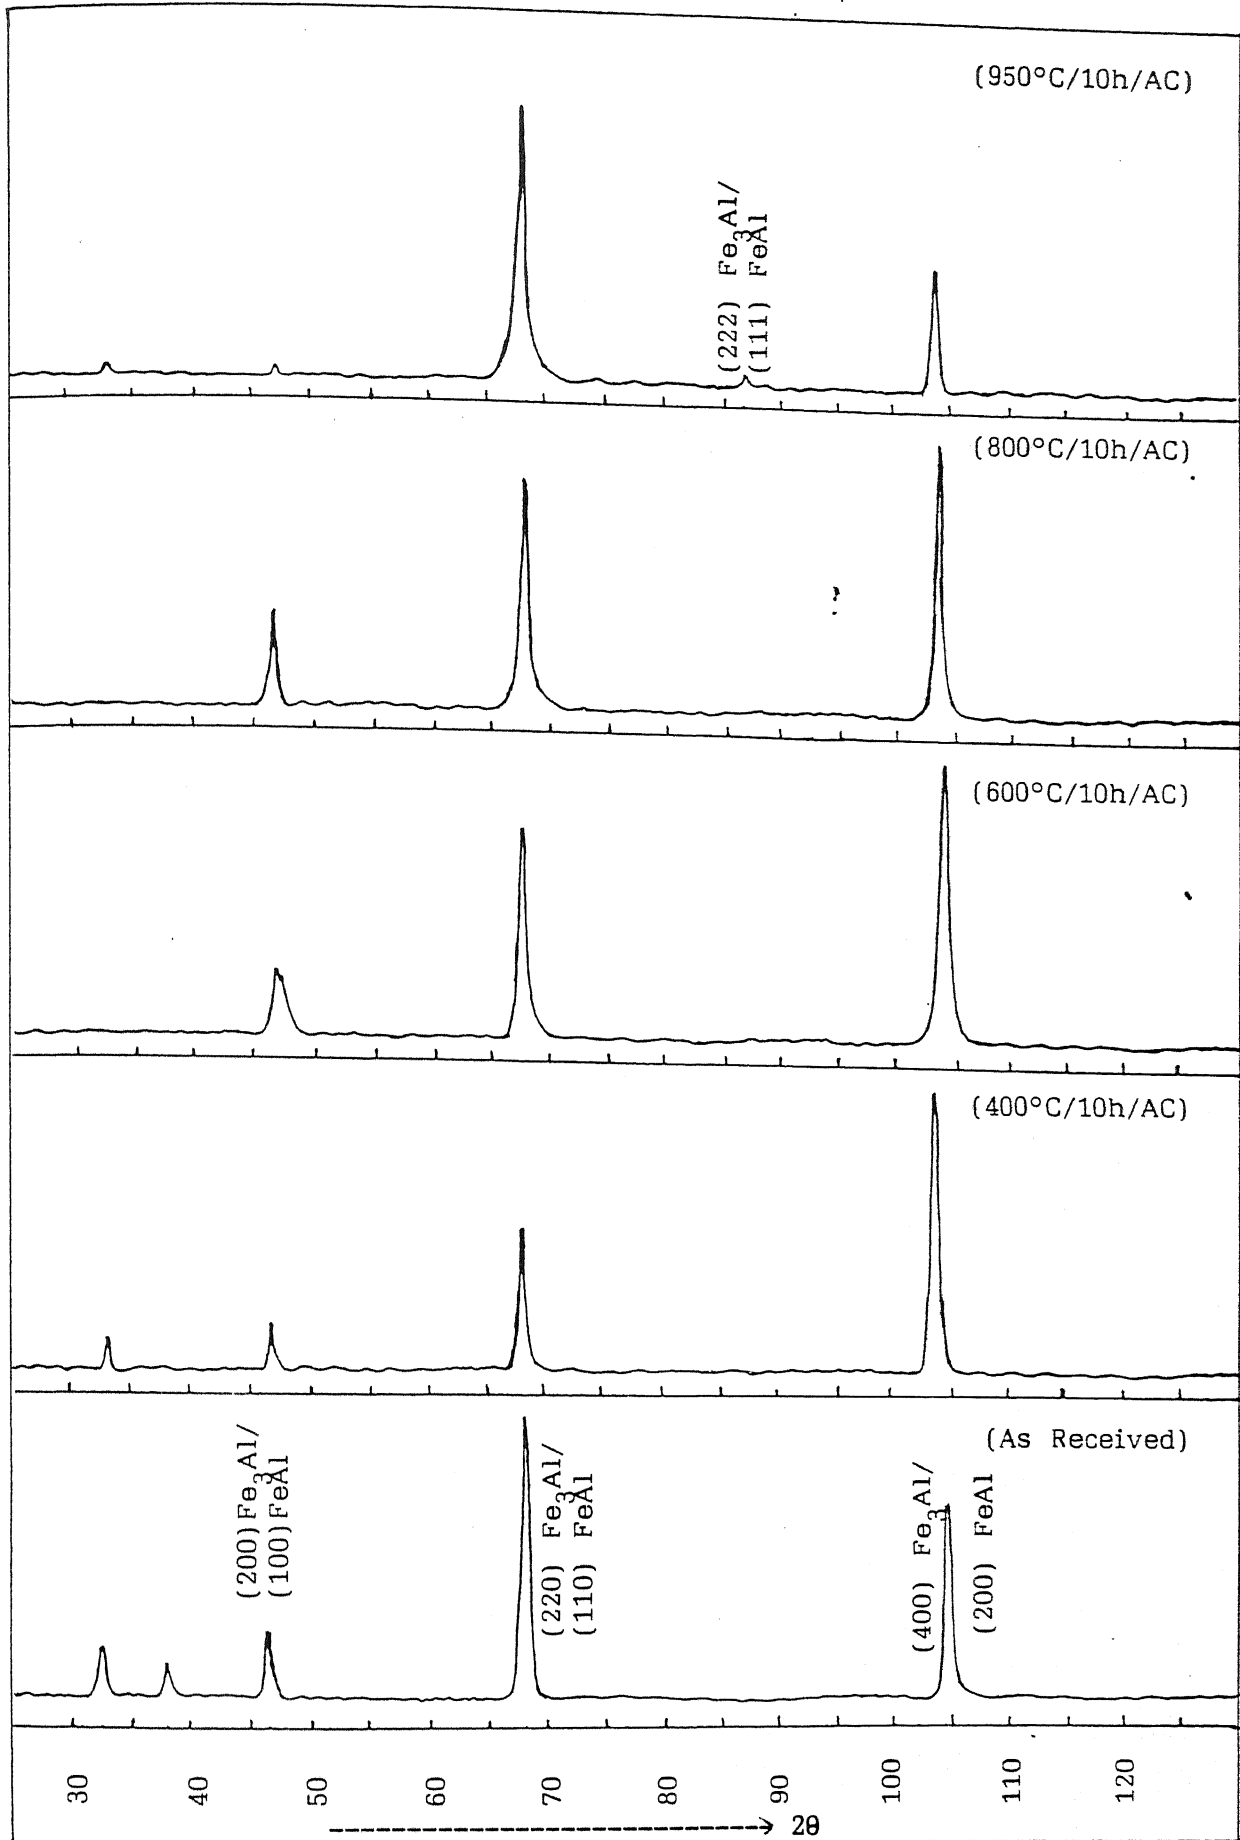 (950°C/10h/AC)
(222) Fe₃Al/
(111) FeAl
(800°C/10h/AC)
(600°C/10h/AC)
(400°C/10h/AC)
(As Received)
(200)Fe₃Al/
(100)FeAl
(220) Fe₃Al/
(110) FeAl
(400) Fe₃Al/
(200) FeAl
30 40 50 60 70 80 90 100 110 120
2θ